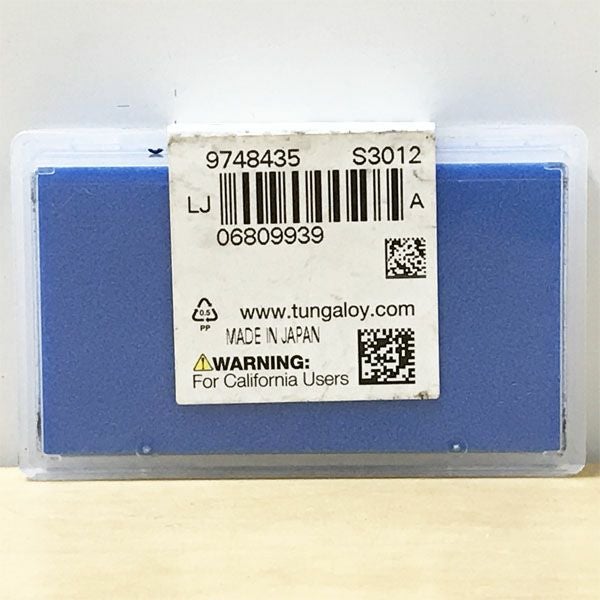 9748435 S3012
LJ A
06809939
0.5
PP
www.tungaloy.com
MADE IN JAPAN
WARNING:
For California Users